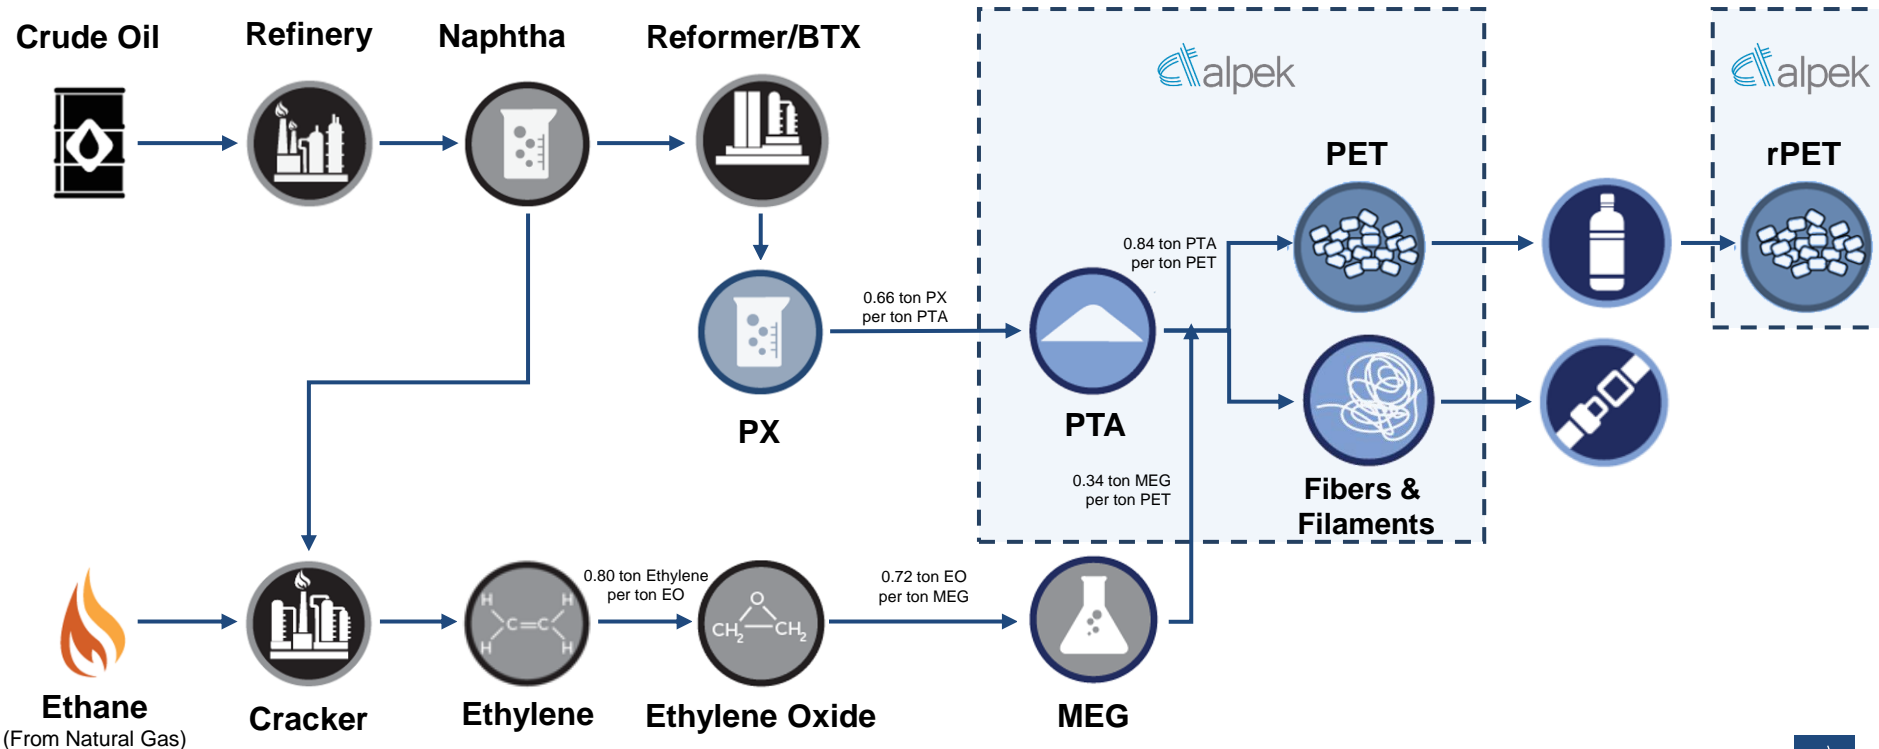 Crude Oil
Refinery
Naphtha
Reformer/BTX
alpek
alpek
PET
rPET
0.84 ton PTA
per ton PET
0.66 ton PX
per ton PTA
PX
PTA
0.34 ton MEG
per ton PET
Fibers &
Filaments
0.80 ton Ethylene
per ton EO
0.72 ton EO
per ton MEG
H H
C=C
H H
O
CH2 CH2
Ethane
(From Natural Gas)
Cracker
Ethylene
Ethylene Oxide
MEG